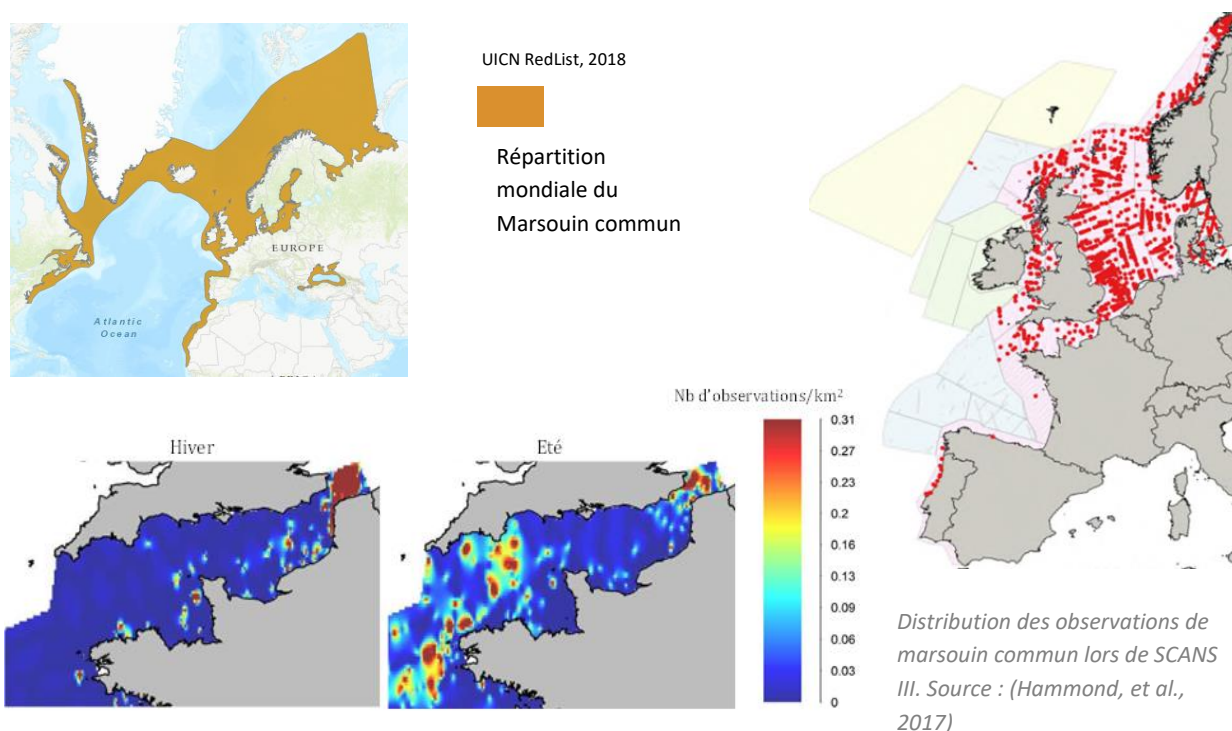 EUROPE
Atlantic
Ocean
UICN RedList, 2018
Répartition
mondiale du
Marsouin commun
Nb d'observations/km²
Hiver
Eté
0.31
0.27
0.23
0.2
0.16
0.13
0.09
0.06
0.03
0
Distribution des observations de
marsouin commun lors de SCANS
III. Source : (Hammond, et al.,
2017)